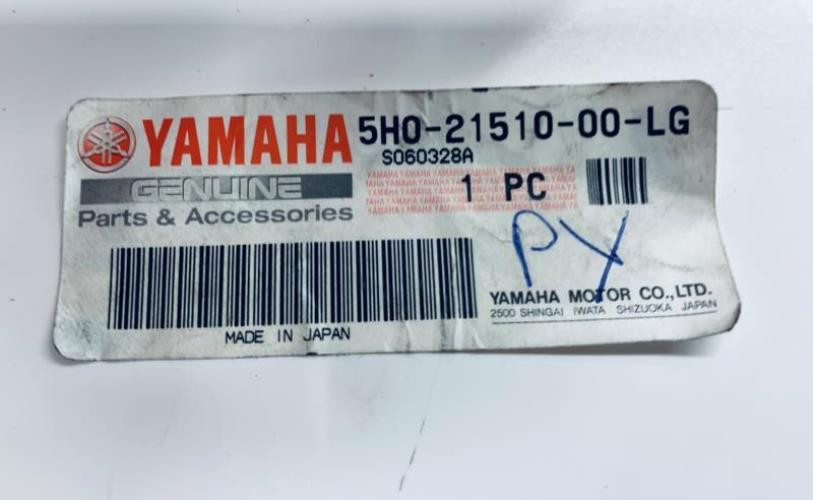 YAMAHA 5H0-21510-00-LG
S060328A
GENUINE
1 PC
Parts & Accessories
PY
YAMAHA MOTOR CO.,LTD.
2500 SHINGAI IWATA SHIZUOKA JAPAN
MADE IN JAPAN